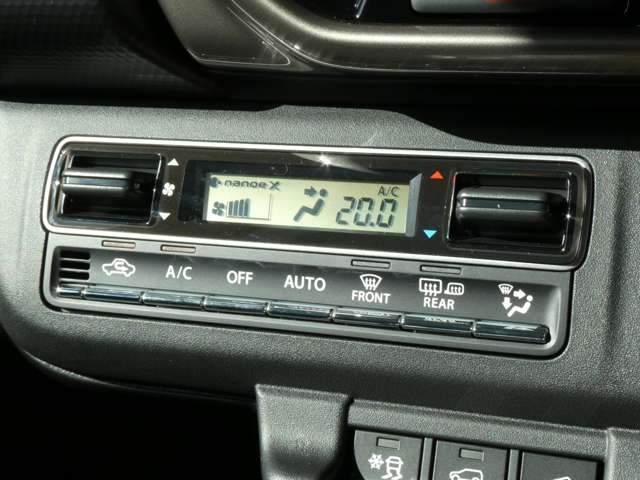 nanoe X
A/C
20.0
A/C OFF AUTO FRONT REAR